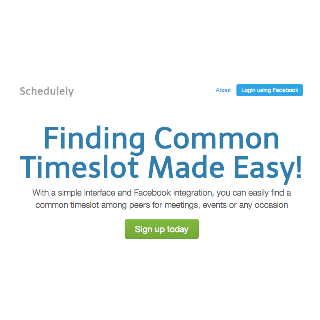 Schedulely
About
Login using Facebook
Finding Common
Timeslot Made Easy!
With a simple interface and Facebook integration, you can easily find a
common timeslot among peers for meetings, events or any occasion
Sign up today